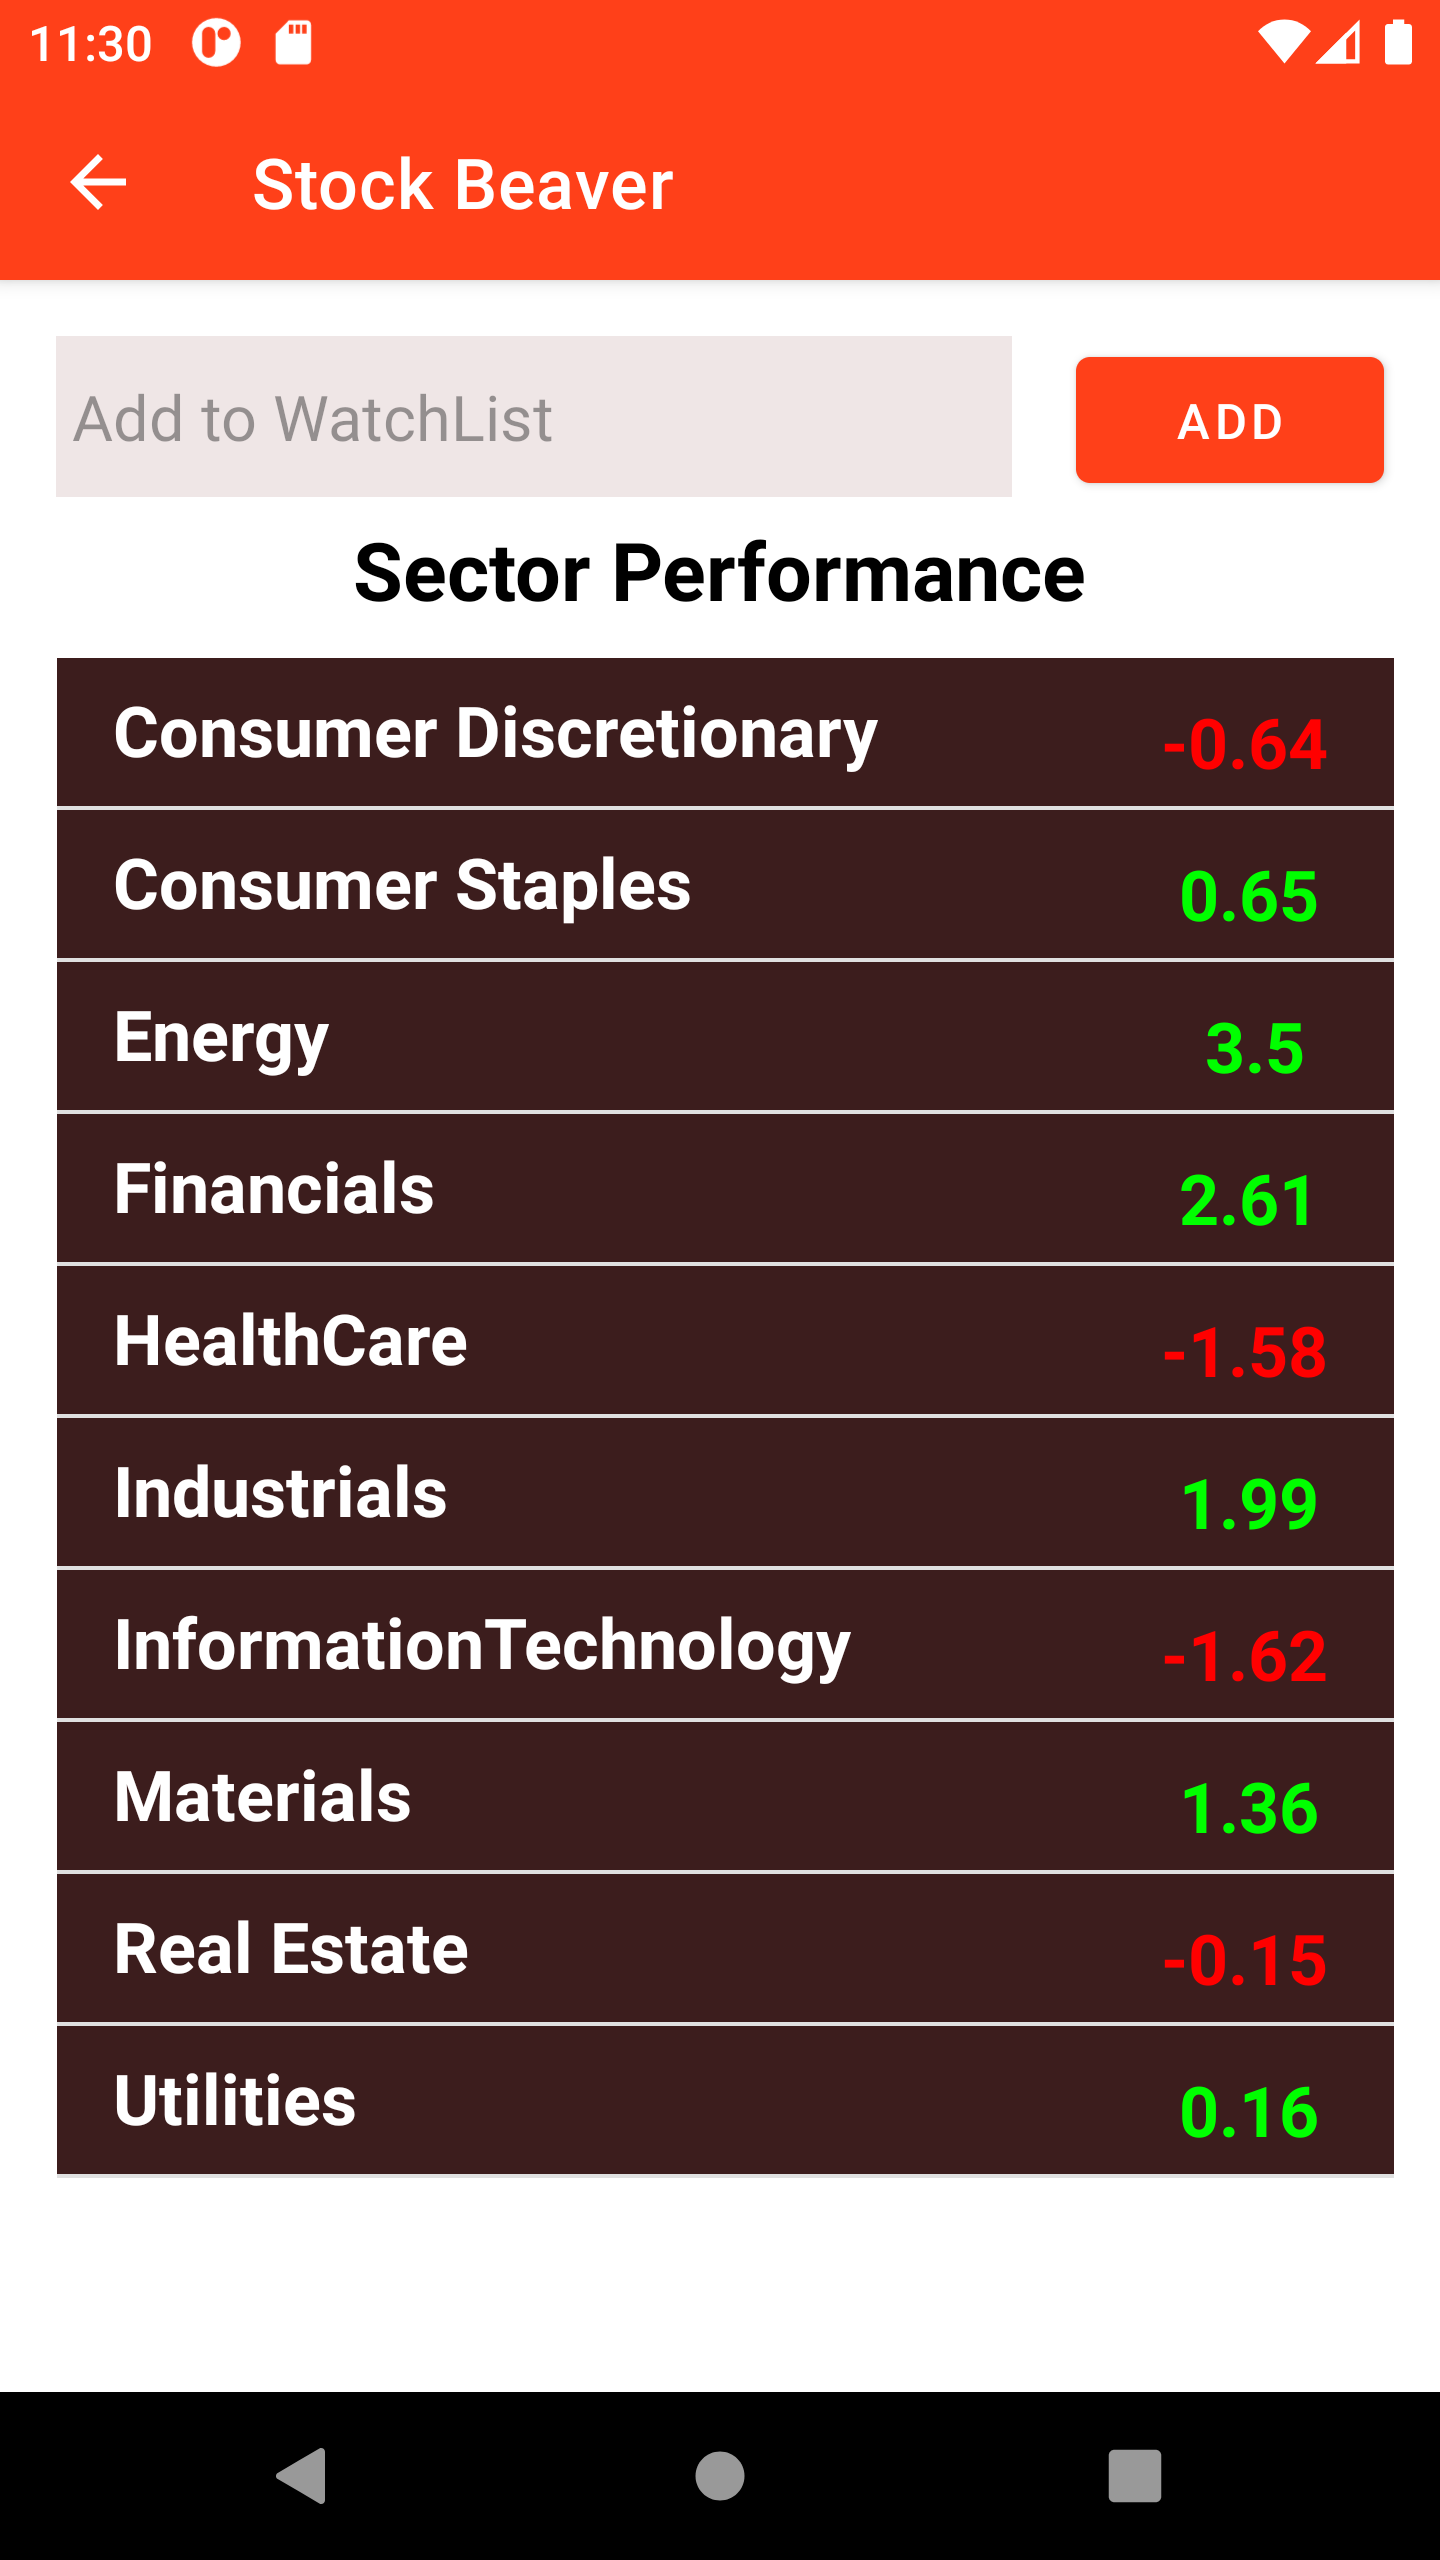 11:30
Stock Beaver
Add to WatchList
ADD
Sector Performance
Consumer Discretionary -0.64
Consumer Staples 0.65
Energy 3.5
Financials 2.61
HealthCare -1.58
Industrials 1.99
InformationTechnology -1.62
Materials 1.36
Real Estate -0.15
Utilities 0.16